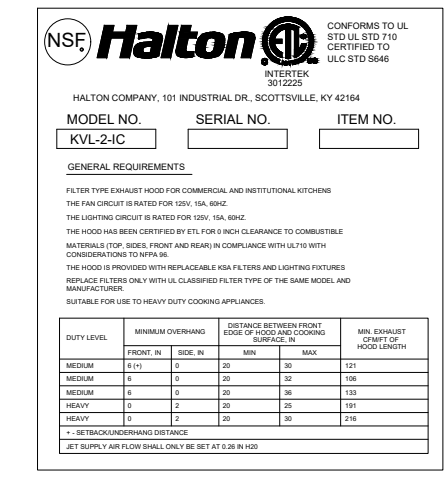 NSF
Halton
ETL
CONFORMS TO UL
STD UL STD 710
CERTIFIED TO
ULC STD S646
INTERTEK
3012225
HALTON COMPANY, 101 INDUSTRIAL DR., SCOTTSVILLE, KY 42164
MODEL NO. SERIAL NO. ITEM NO.
KVL-2-IC
GENERAL REQUIREMENTS
FILTER TYPE EXHAUST HOOD FOR COMMERCIAL AND INSTITUTIONAL KITCHENS
THE FAN CIRCUIT IS RATED FOR 125V, 15A, 60HZ.
THE LIGHTING CIRCUIT IS RATED FOR 125V, 15A, 60HZ.
THE HOOD HAS BEEN CERTIFIED BY ETL FOR 0 INCH CLEARANCE TO COMBUSTIBLE
MATERIALS (TOP, SIDES, FRONT AND REAR) IN COMPLIANCE WITH UL710 WITH
CONSIDERATIONS TO NFPA 96.
THE HOOD IS PROVIDED WITH REPLACEABLE KSA FILTERS AND LIGHTING FIXTURES
REPLACE FILTERS ONLY WITH UL CLASSIFIED FILTER TYPE OF THE SAME MODEL AND
MANUFACTURER.
SUITABLE FOR USE TO HEAVY DUTY COOKING APPLIANCES.
DUTY LEVEL MINIMUM OVERHANG DISTANCE BETWEEN FRONT EDGE OF HOOD AND COOKING SURFACE, IN MIN. EXHAUST CFM/FT OF HOOD LENGTH
FRONT, IN SIDE, IN MIN MAX
MEDIUM 6 (+) 0 20 30 121
MEDIUM 6 0 20 32 106
MEDIUM 6 0 20 36 133
HEAVY 0 2 20 25 191
HEAVY 0 2 20 30 216
+ - SETBACK/UNDERHANG DISTANCE
JET SUPPLY AIR FLOW SHALL ONLY BE SET AT 0.26 IN H20